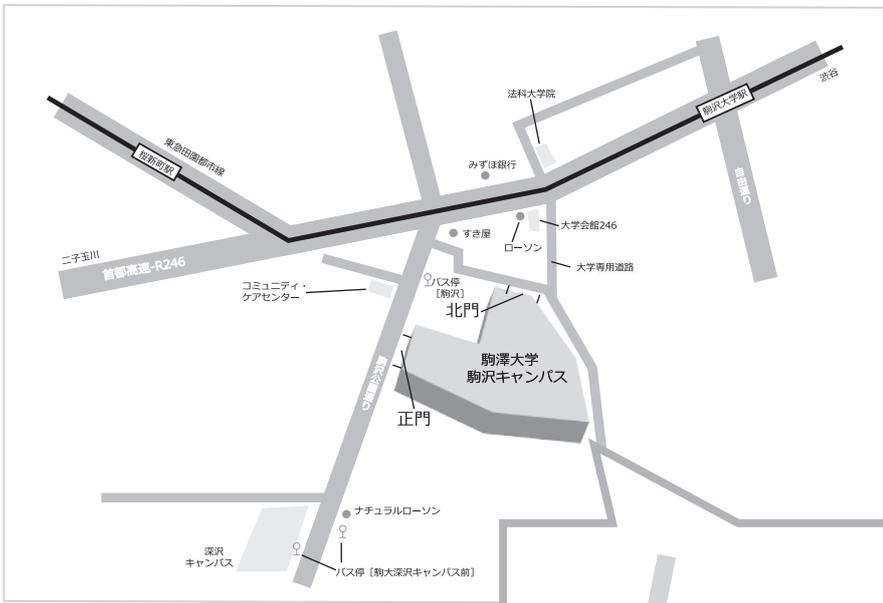 渋谷
駒沢大学駅
法科大学院
東急田園都市線
桜新町駅
みずほ銀行
自由通り
大学会館246
すき屋
ローソン
二子玉川
首都高速-R246
大学専用道路
コミュニティ・
ケアセンター
バス停
[駒沢]
北門
駒澤大学
駒沢キャンパス
駒沢公園通り
正門
ナチュラルローソン
深沢
キャンパス
バス停[駒大深沢キャンパス前]